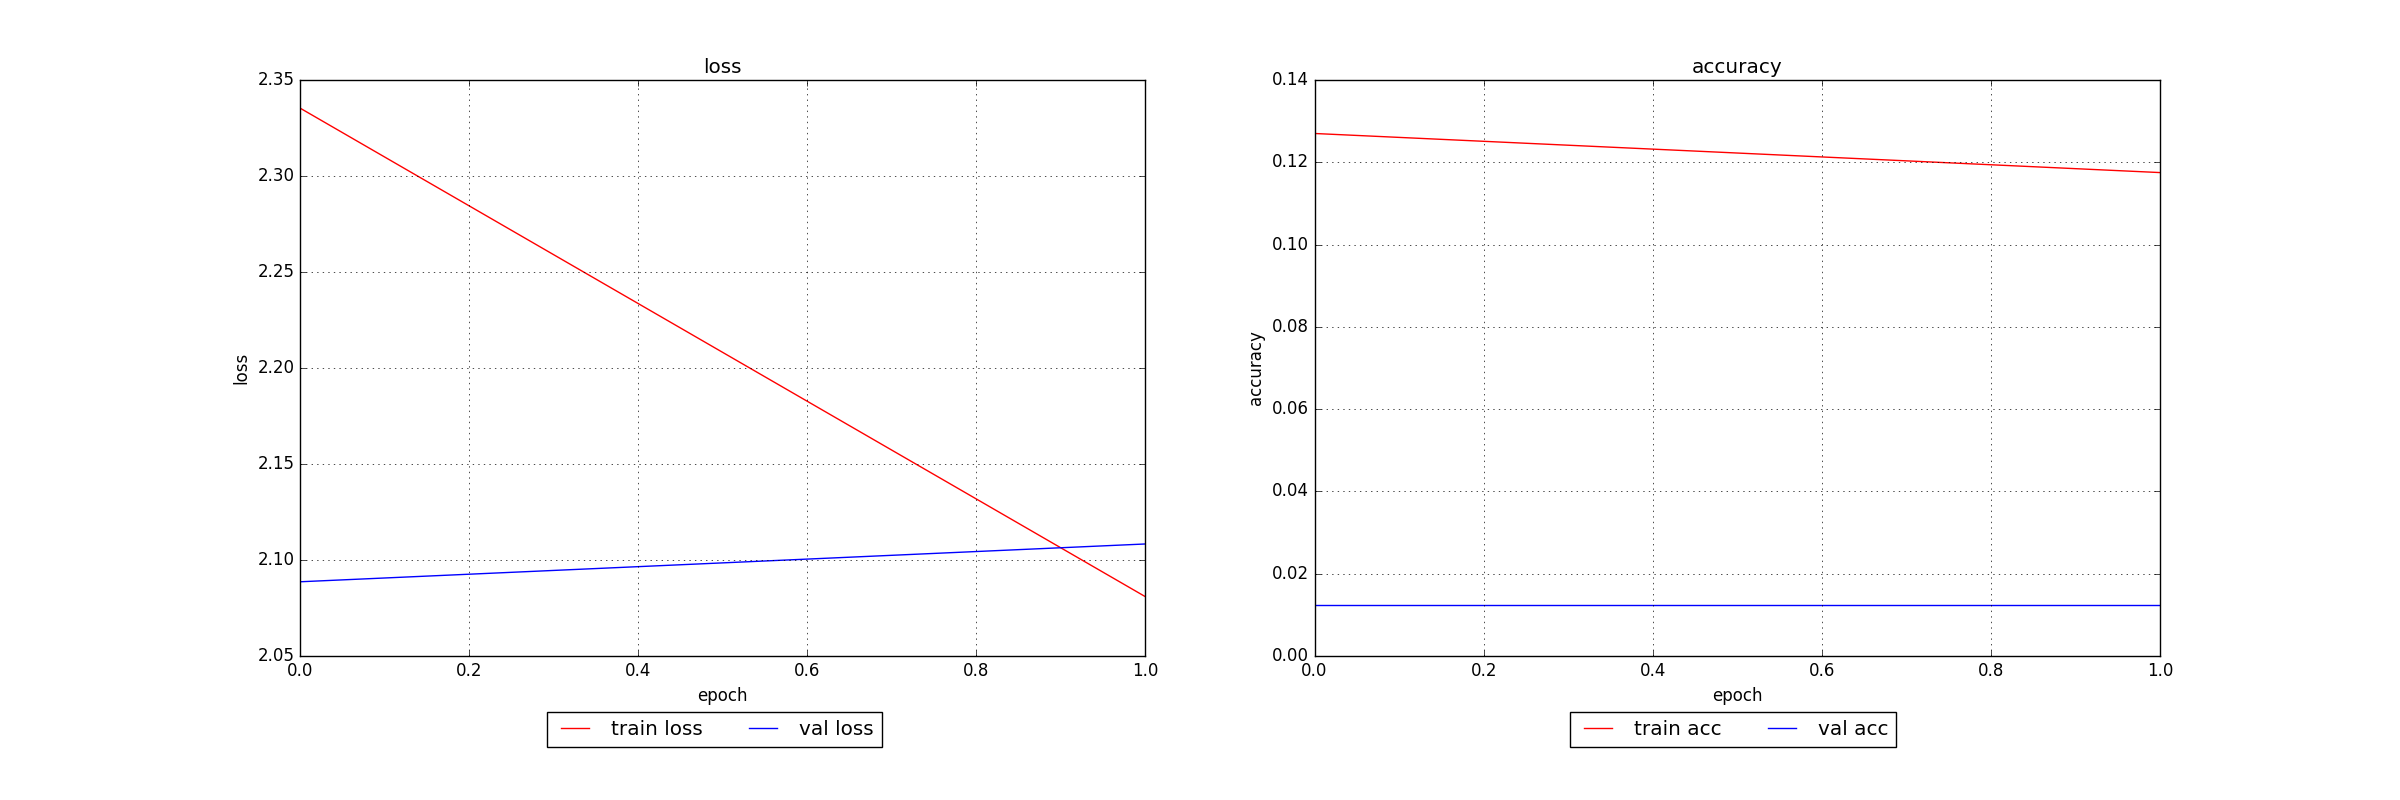 loss
2.35
2.30
2.25
2.20
2.15
2.10
2.05
loss
0.0 0.2 0.4 0.6 0.8 1.0
epoch
train loss val loss
accuracy
0.14
0.12
0.10
0.08
0.06
0.04
0.02
0.00
accuracy
0.0 0.2 0.4 0.6 0.8 1.0
epoch
train acc val acc